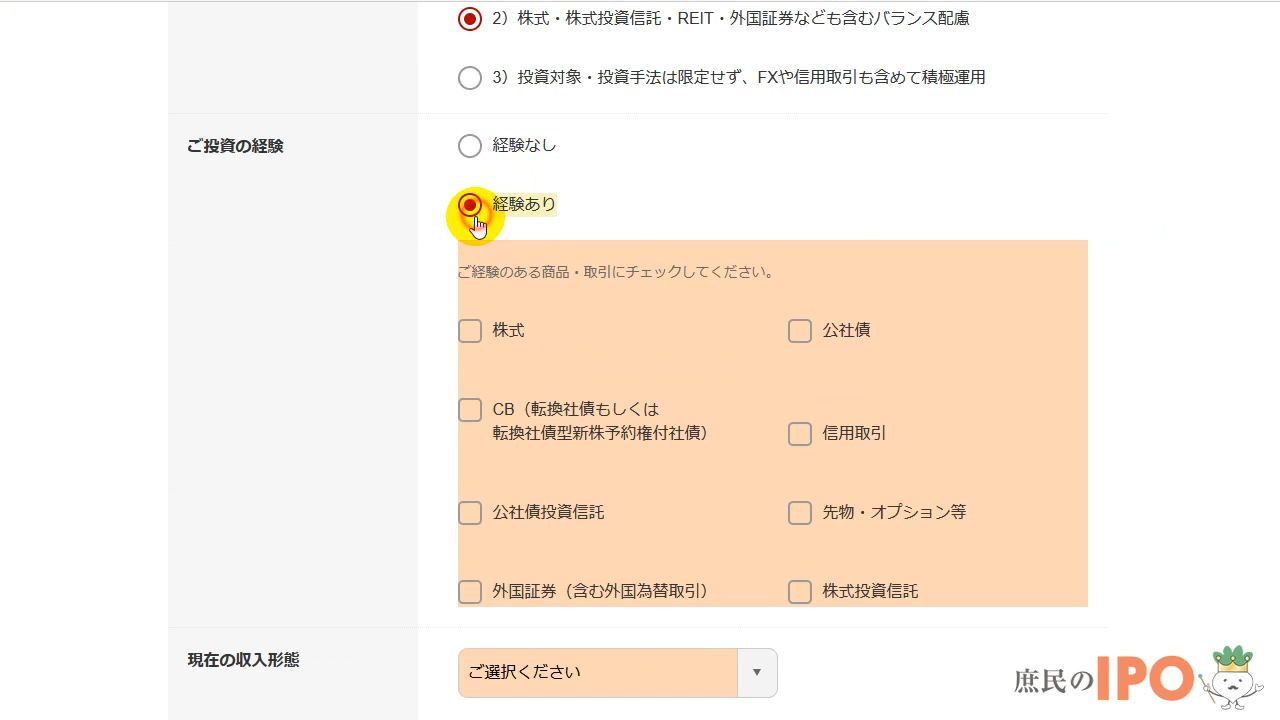 2）株式・株式投資信託・REIT・外国証券なども含むバランス配慮
3）投資対象・投資手法は限定せず、FXや信用取引も含めて積極運用
ご投資の経験
経験なし
経験あり
ご経験のある商品・取引にチェックしてください。
株式
公社債
CB（転換社債もしくは
転換社債型新株予約権付社債）
信用取引
公社債投資信託
先物・オプション等
外国証券（含む外国為替取引）
株式投資信託
現在の収入形態
ご選択ください
庶民のIPO